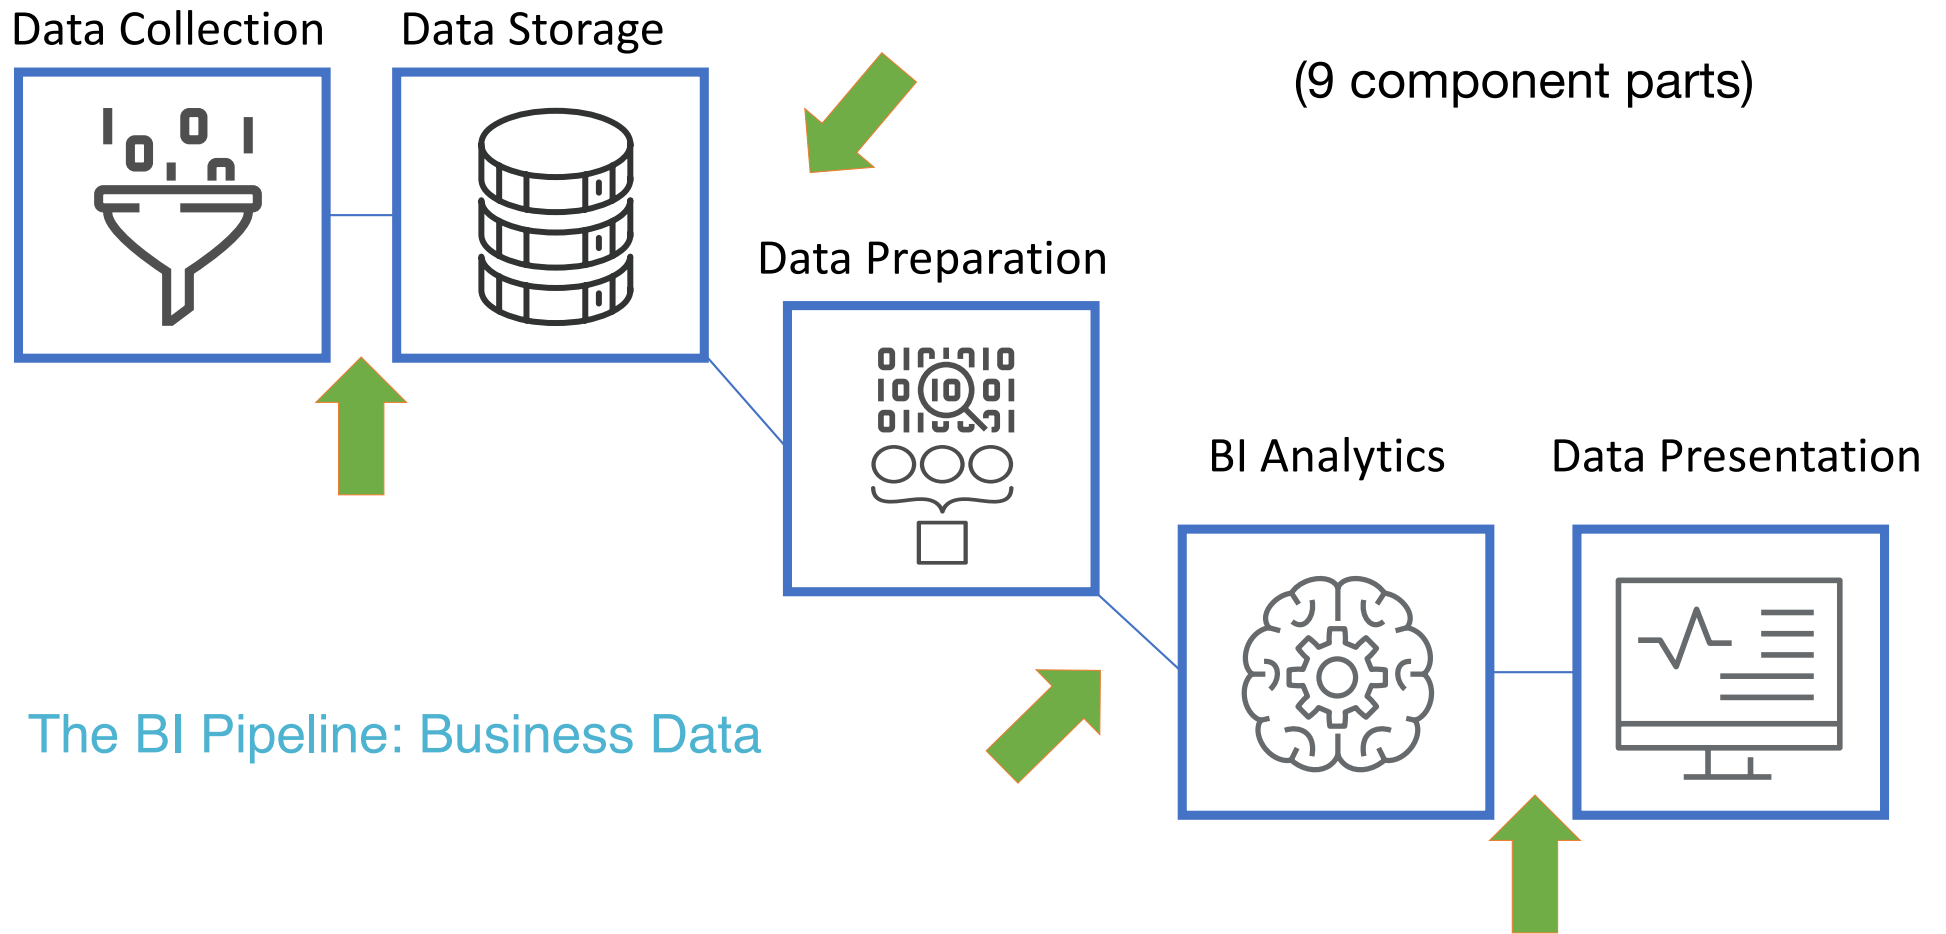 Data Collection
Data Storage
(9 component parts)
Data Preparation
BI Analytics
Data Presentation
The BI Pipeline: Business Data